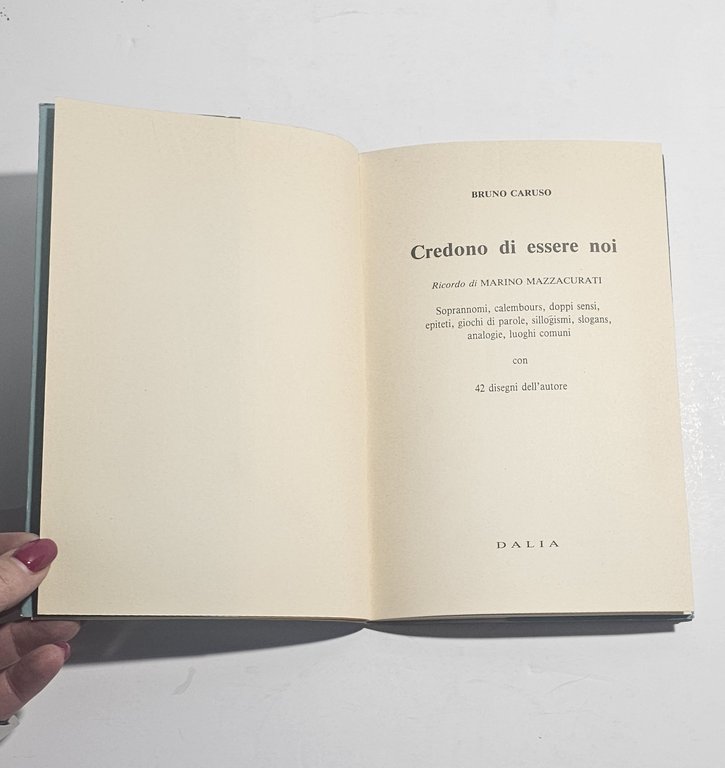 BRUNO CARUSO
Credono di essere noi
Ricordo di MARINO MAZZACURATI
Soprannomi, calembours, doppi sensi,
epiteti, giochi di parole, sillogismi, slogans,
analogie, luoghi comuni
con
42 disegni dell'autore
DALIA